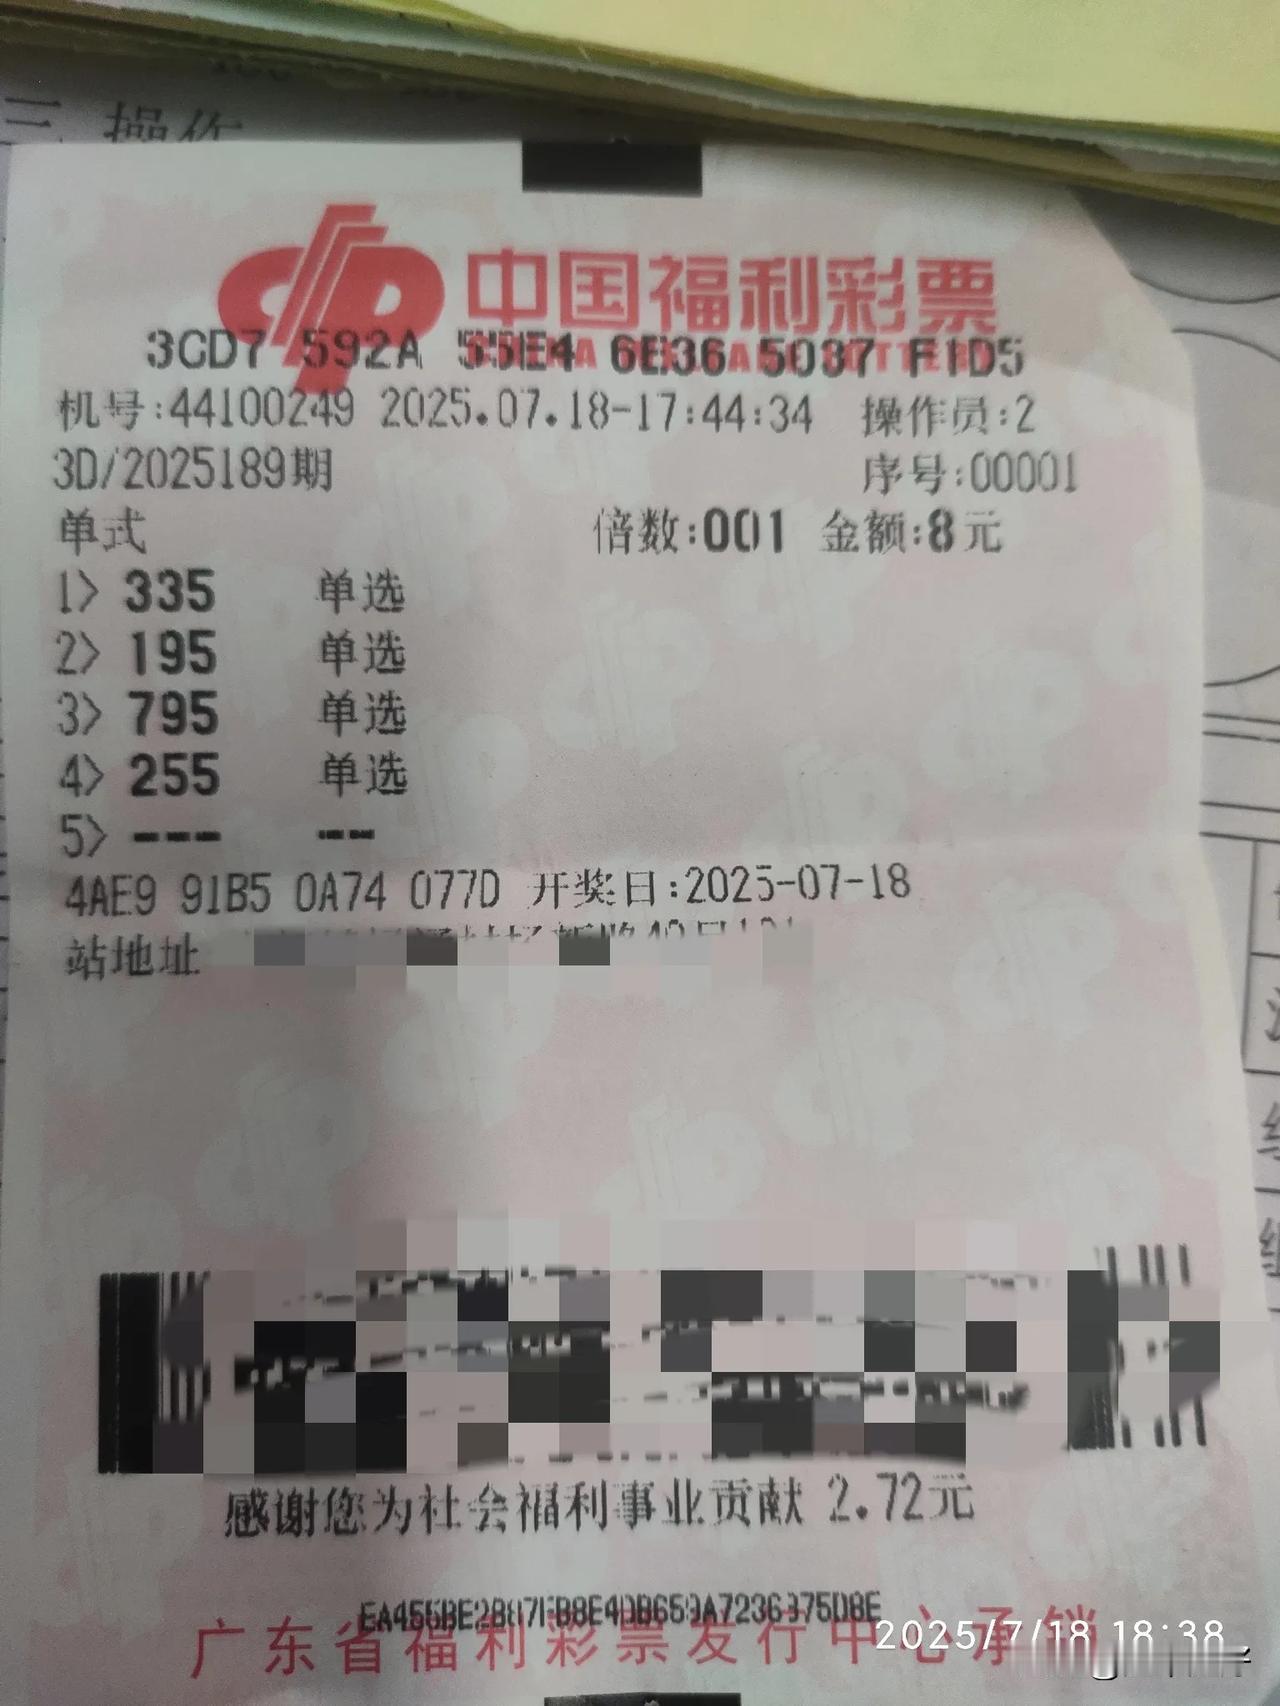 三 操作
中国福利彩票
3CD7 592A 55E4 6E36 5037 F1D5
机号:44100249 2025.07.18-17:44:34 操作员:2
3D/2025189期 序号:00001
单式 倍数:001 金额:8元
1> 335 单选
2> 195 单选
3> 795 单选
4> 255 单选
5> --- --
4AE9 91B5 0A74 077D 开奖日:2025-07-18
站地址
感谢您为社会福利事业贡献 2.72元
广东省福利彩票发行中心承销
2025/7/18 18:38